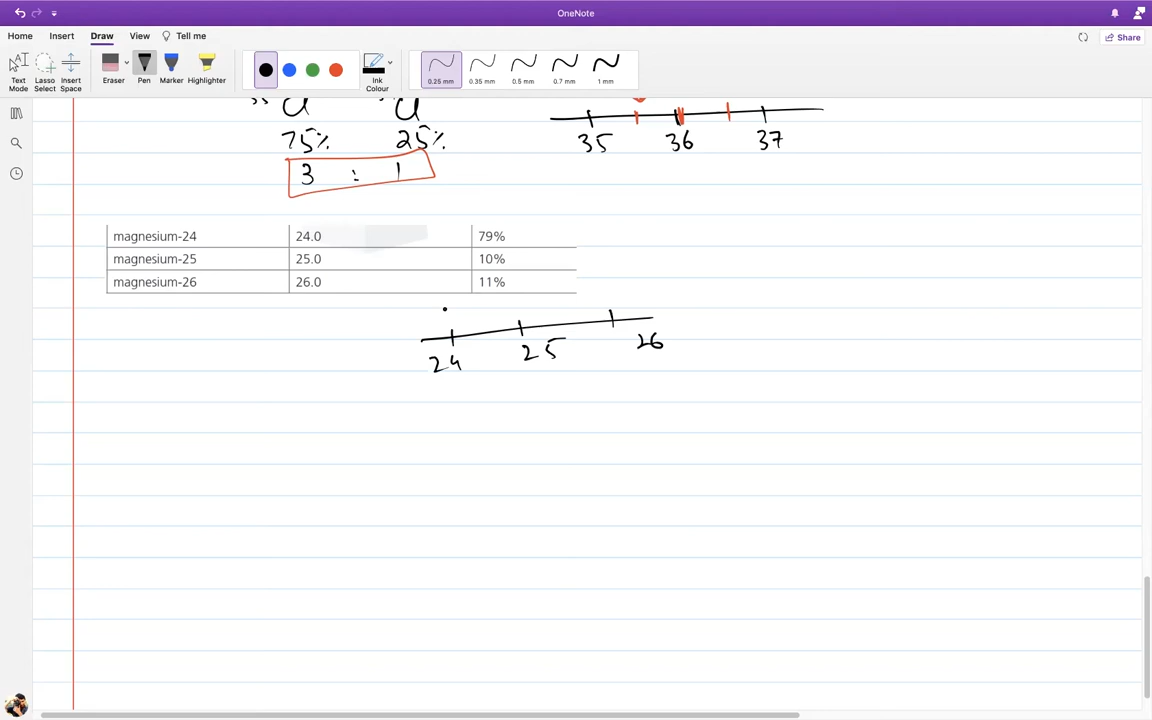 OneNote
Home Insert Draw View Tell me
Share
Text Mode
Lasso Select
Insert Space
Eraser
Pen
Marker
Highlighter
Ink Colour
0.25 mm 0.35 mm 0.5 mm 0.7 mm 1 mm
75% 25%
35 36 37
3 : 1
magnesium-24 24.0 79%
magnesium-25 25.0 10%
magnesium-26 26.0 11%
24 25 26